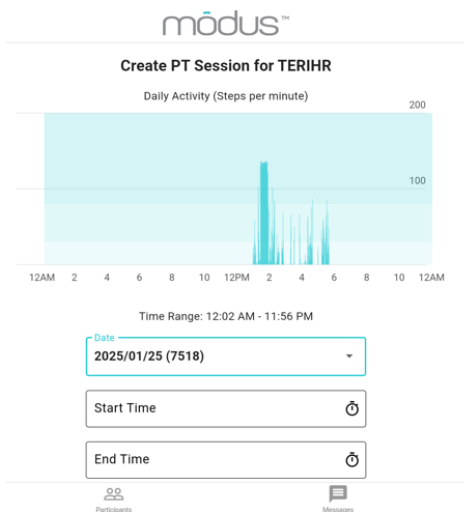 mōdus™
Create PT Session for TERIHR
Daily Activity (Steps per minute)
200
100
12AM 2 4 6 8 10 12PM 2 4 6 8 10 12AM
Time Range: 12:02 AM - 11:56 PM
Date
2025/01/25 (7518)
Start Time
End Time
Participants Messages